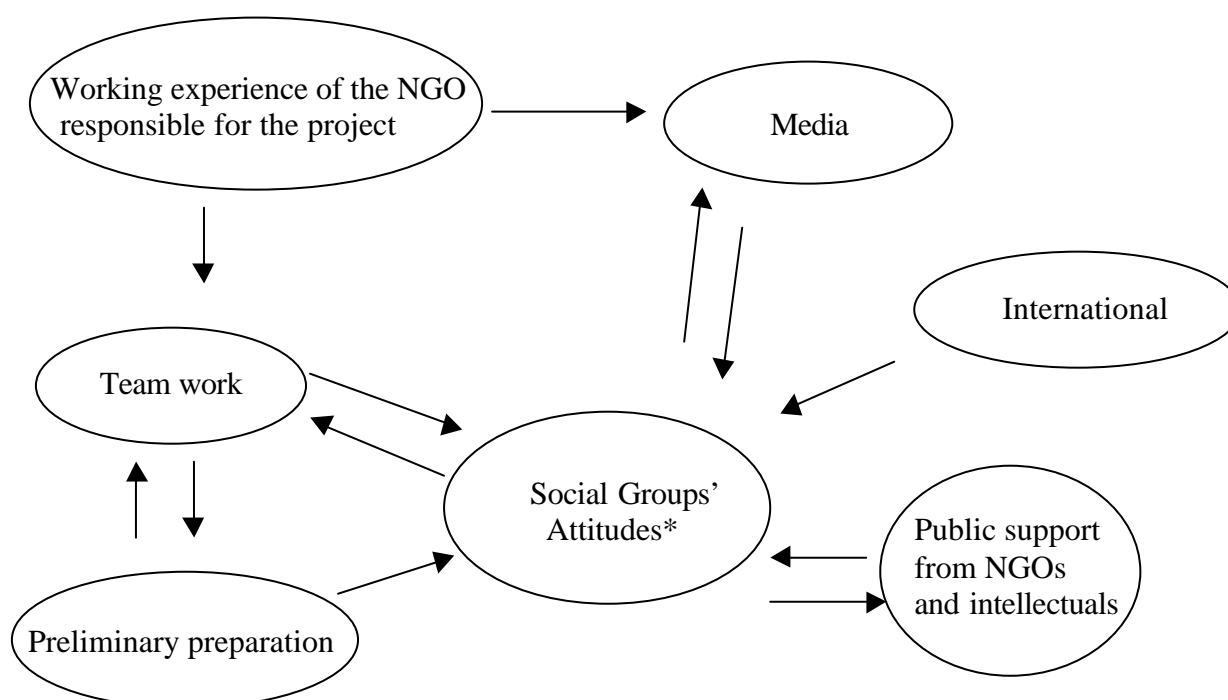 Working experience of the NGO
responsible for the project
Media
International
Team work
Social Groups’
Attitudes*
Public support
from NGOs
and intellectuals
Preliminary preparation